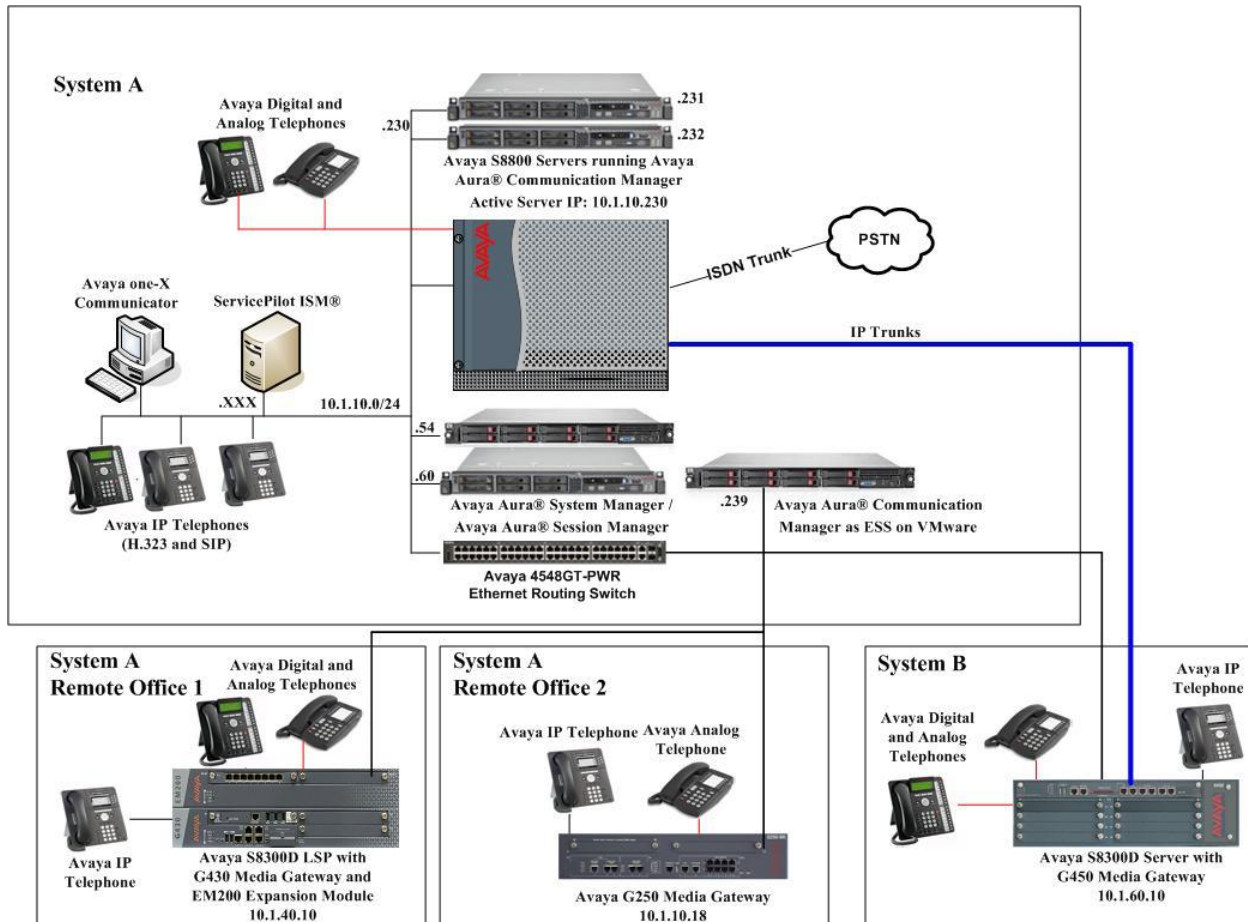 System A
Avaya Digital and
Analog Telephones
.230
.231
.232
Avaya S8800 Servers running Avaya
Aura® Communication Manager
Active Server IP: 10.1.10.230
AVAYA
ISDN Trunk
PSTN
Avaya one-X
Communicator
ServicePilot ISM®
IP Trunks
.XXX
10.1.10.0/24
.54
.60
Avaya Aura® System Manager /
Avaya Aura® Session Manager
.239
Avaya Aura® Communication
Manager as ESS on VMware
Avaya IP Telephones
(H.323 and SIP)
Avaya 4548GT-PWR
Ethernet Routing Switch
System A
Remote Office 1
Avaya Digital and
Analog Telephones
EM200
AVAYA
G430
AVAYA
Avaya IP
Telephone
Avaya S8300D LSP with
G430 Media Gateway and
EM200 Expansion Module
10.1.40.10
System A
Remote Office 2
Avaya IP Telephone
Avaya Analog
Telephone
AVAYA
Avaya G250 Media Gateway
10.1.10.18
System B
Avaya IP
Telephone
Avaya Digital
and Analog
Telephones
AVAYA
Avaya S8300D Server with
G450 Media Gateway
10.1.60.10